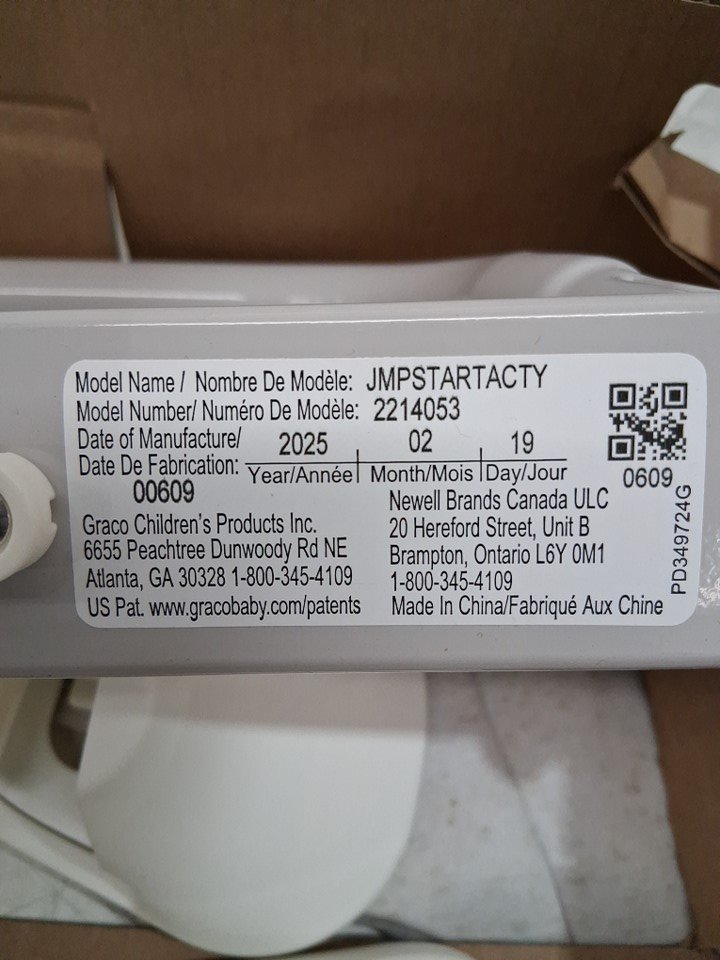 Model Name / Nombre De Modèle: JMPSTARTACTY
Model Number/ Numéro De Modèle: 2214053
Date of Manufacture/
Date De Fabrication:
2025 02 19
Year/Année Month/Mois Day/Jour
00609
0609
Graco Children's Products Inc.
6655 Peachtree Dunwoody Rd NE
Atlanta, GA 30328 1-800-345-4109
US Pat. www.gracobaby.com/patents
Newell Brands Canada ULC
20 Hereford Street, Unit B
Brampton, Ontario L6Y 0M1
1-800-345-4109
Made In China/Fabriqué Aux Chine
PD349724G